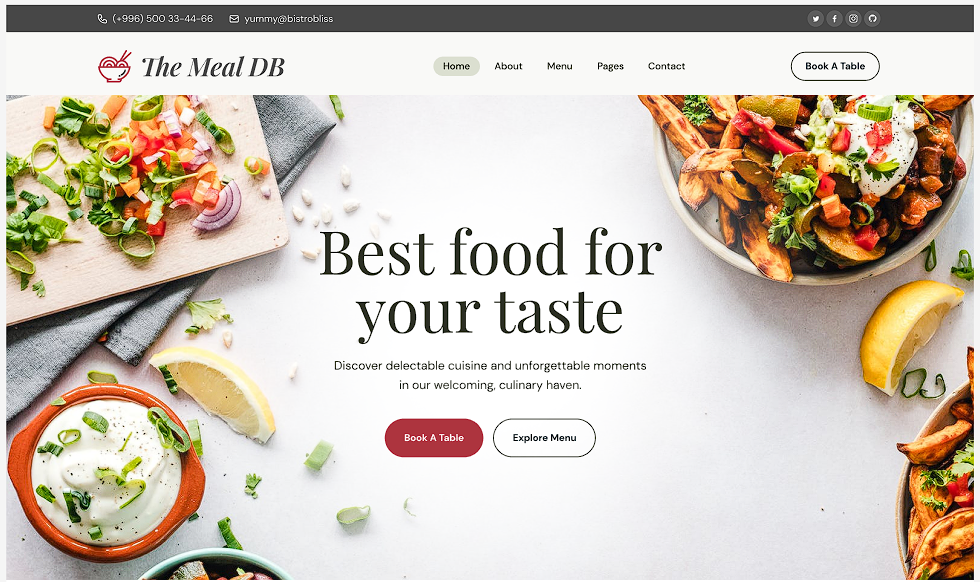 (+996) 500 33-44-66 yummy@bistrobliss
The Meal DB
Home About Menu Pages Contact
Book A Table
Best food for
your taste
Discover delectable cuisine and unforgettable moments
in our welcoming, culinary haven.
Book A Table Explore Menu